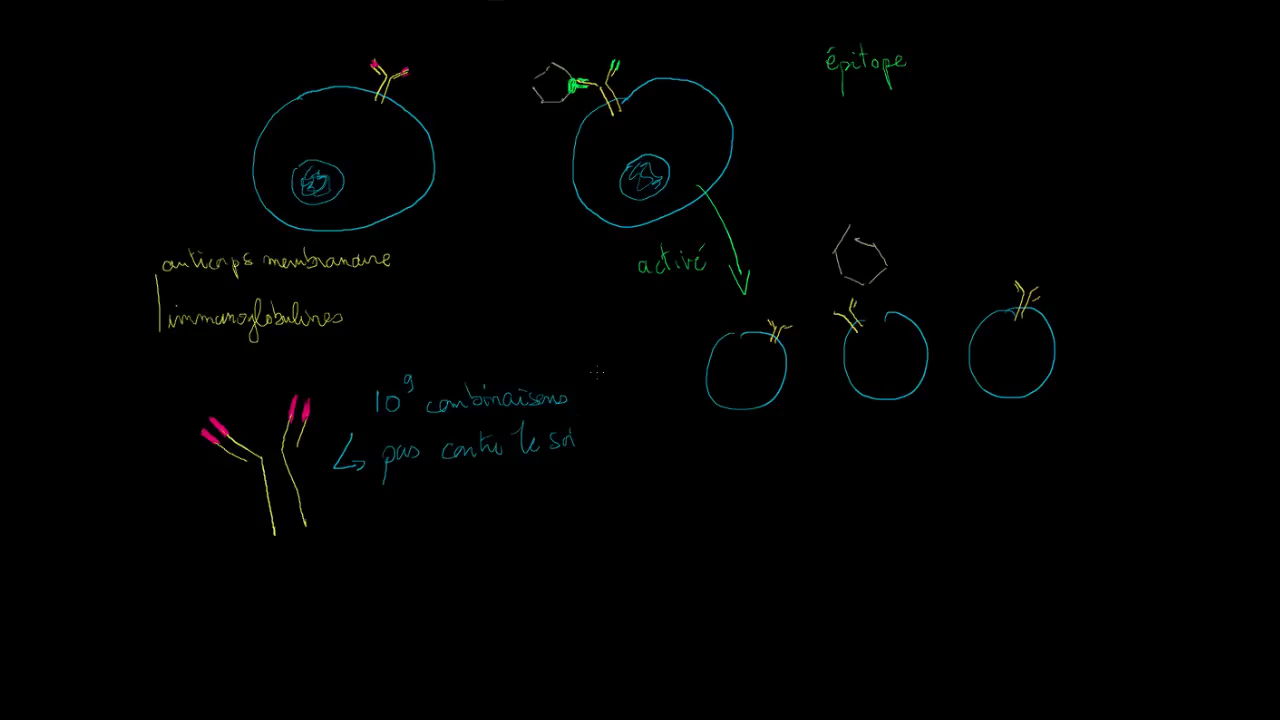 épitope
anticorps membranaire
activé
immunoglobulines
10⁹ combinaisons
↳ pas contre le soi